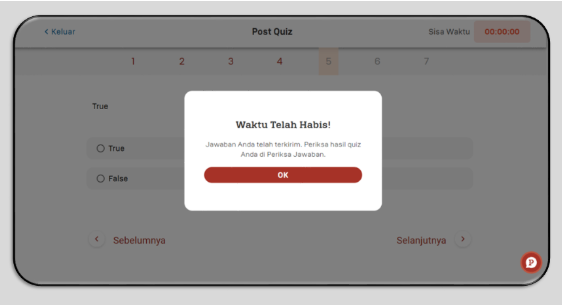 Keluar
Post Quiz
Sisa Waktu 00:00:00
1 2 3 4 5 6 7
True
Waktu Telah Habis!
Jawaban Anda telah terkirim. Periksa hasil quiz
Anda di Periksa Jawaban.
OK
True
False
Sebelumnya
Selanjutnya